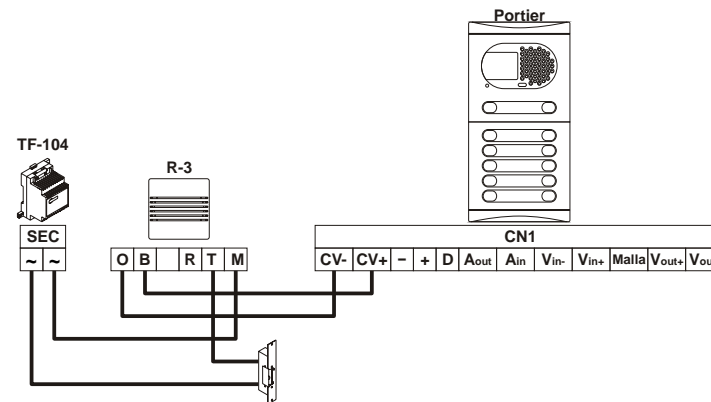 Portier
TF-104
R-3
SEC
CN1
~ ~
O B R T M
CV- CV+ – + D Aout Ain Vin- Vin+ Malla Vout+